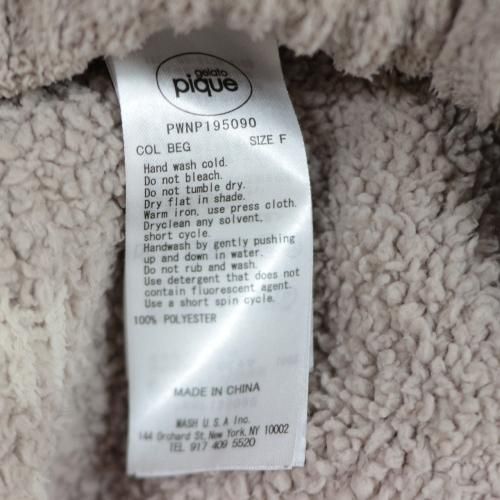 gelato
pique
PWNP195090
COL BEG SIZE F
Hand wash cold.
Do not bleach.
Do not tumble dry.
Dry flat in shade.
Warm iron, use press cloth.
Dryclean any solvent,
short cycle.
Handwash by gently pushing
up and down in water.
Do not rub and wash.
Use detergent that does not
contain fluorescent agent.
Use a short spin cycle.
100% POLYESTER
MADE IN CHINA
MASH U.S.A Inc.
144 Orchard St, New York, NY 10002
TEL 917 409 5520